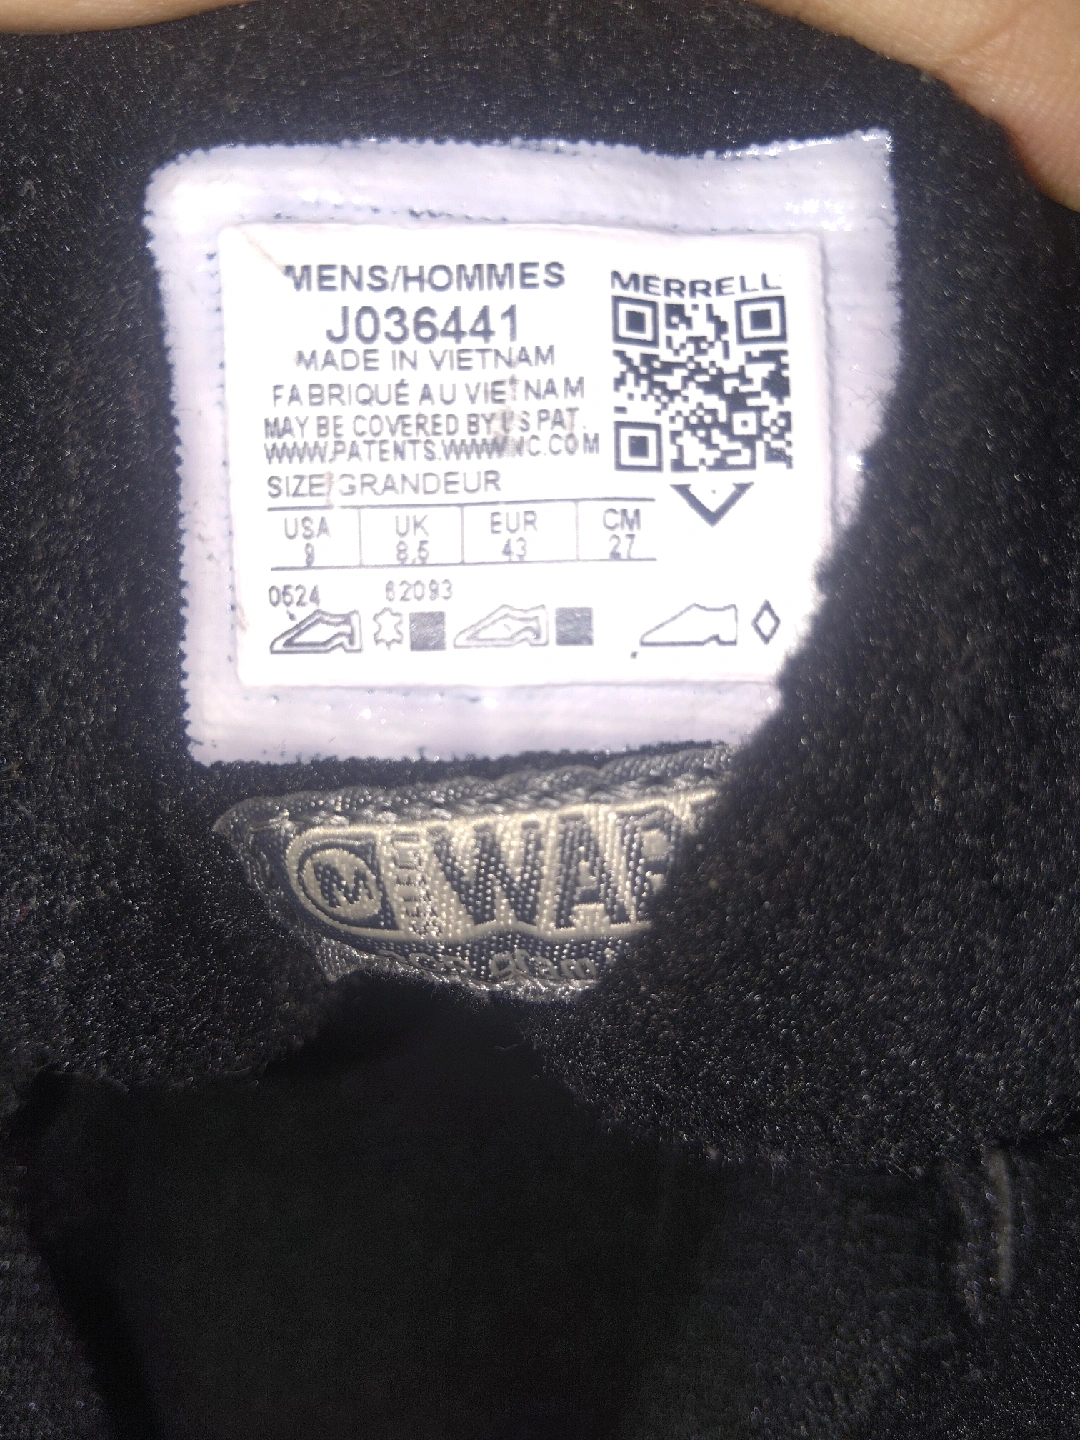 MENS/HOMMES
MERRELL
J036441
MADE IN VIETNAM
FABRIQUÉ AU VIETNAM
MAY BE COVERED BY US PAT.
WWW.PATENTS.WWWINC.COM
SIZE/GRANDEUR
USA UK EUR CM
9 8.5 43 27
0524 62093
M WAR